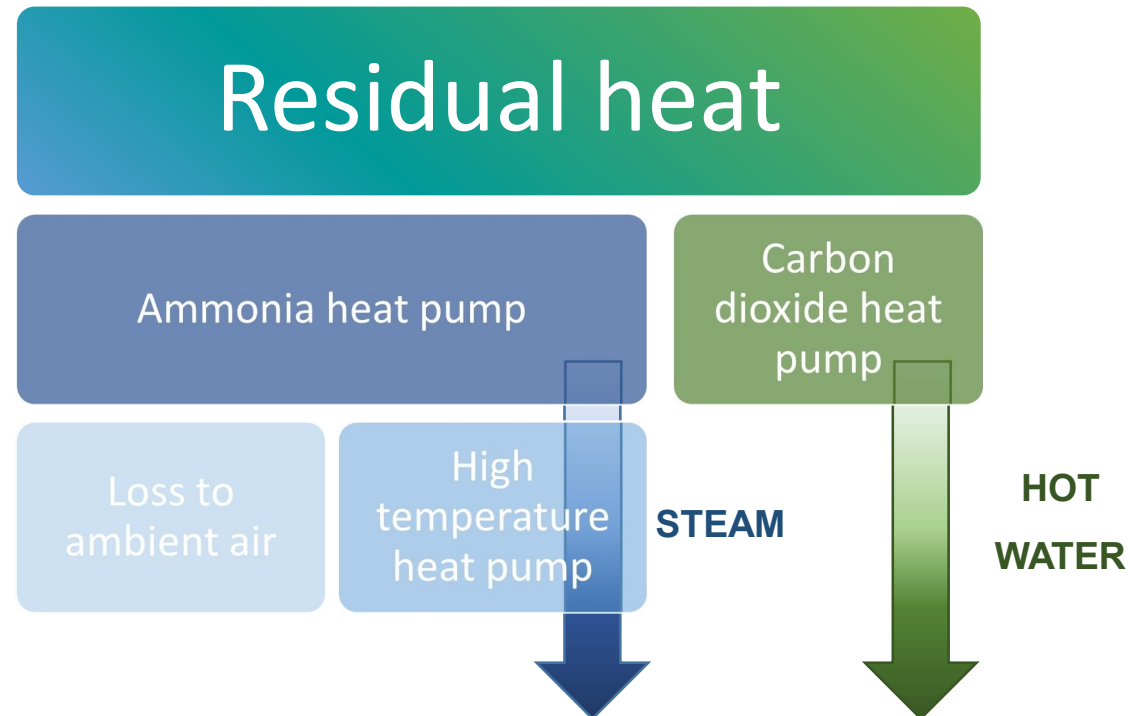 Residual heat
Ammonia heat pump
Carbon
dioxide heat
pump
Loss to
ambient air
High
temperature
heat pump
STEAM
HOT
WATER